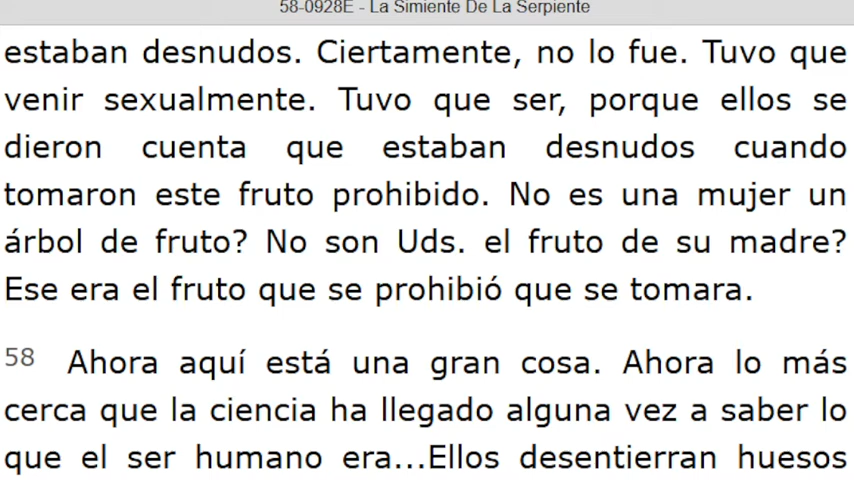 58-0928E - La Simiente De La Serpiente
estaban desnudos. Ciertamente, no lo fue. Tuvo que
venir sexualmente. Tuvo que ser, porque ellos se
dieron cuenta que estaban desnudos cuando
tomaron este fruto prohibido. No es una mujer un
árbol de fruto? No son Uds. el fruto de su madre?
Ese era el fruto que se prohibió que se tomara.
58 Ahora aquí está una gran cosa. Ahora lo más
cerca que la ciencia ha llegado alguna vez a saber lo
que el ser humano era...Ellos desentierran huesos